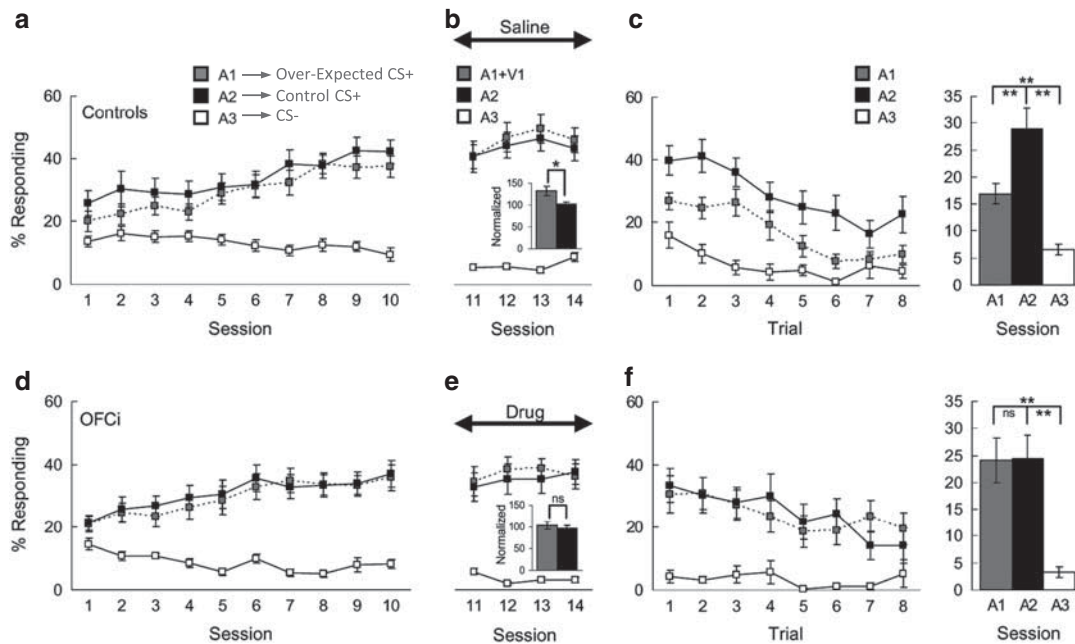 a
A1 → Over-Expected CS+
A2 → Control CS+
A3 → CS-
Controls
% Responding
60
40
20
0
1 2 3 4 5 6 7 8 9 10
Session
b
Saline
A1+V1
A2
A3
Normalized
150
100
50
0
*
11 12 13 14
Session
c
A1
A2
A3
60
40
20
0
1 2 3 4 5 6 7 8
Trial
**
** **
35
30
25
20
15
10
5
0
A1 A2 A3
Session
d
OFCi
% Responding
60
40
20
0
1 2 3 4 5 6 7 8 9 10
Session
e
Drug
Normalized
150
100
50
0
ns
11 12 13 14
Session
f
60
40
20
0
1 2 3 4 5 6 7 8
Trial
**
ns **
35
30
25
20
15
10
5
0
A1 A2 A3
Session